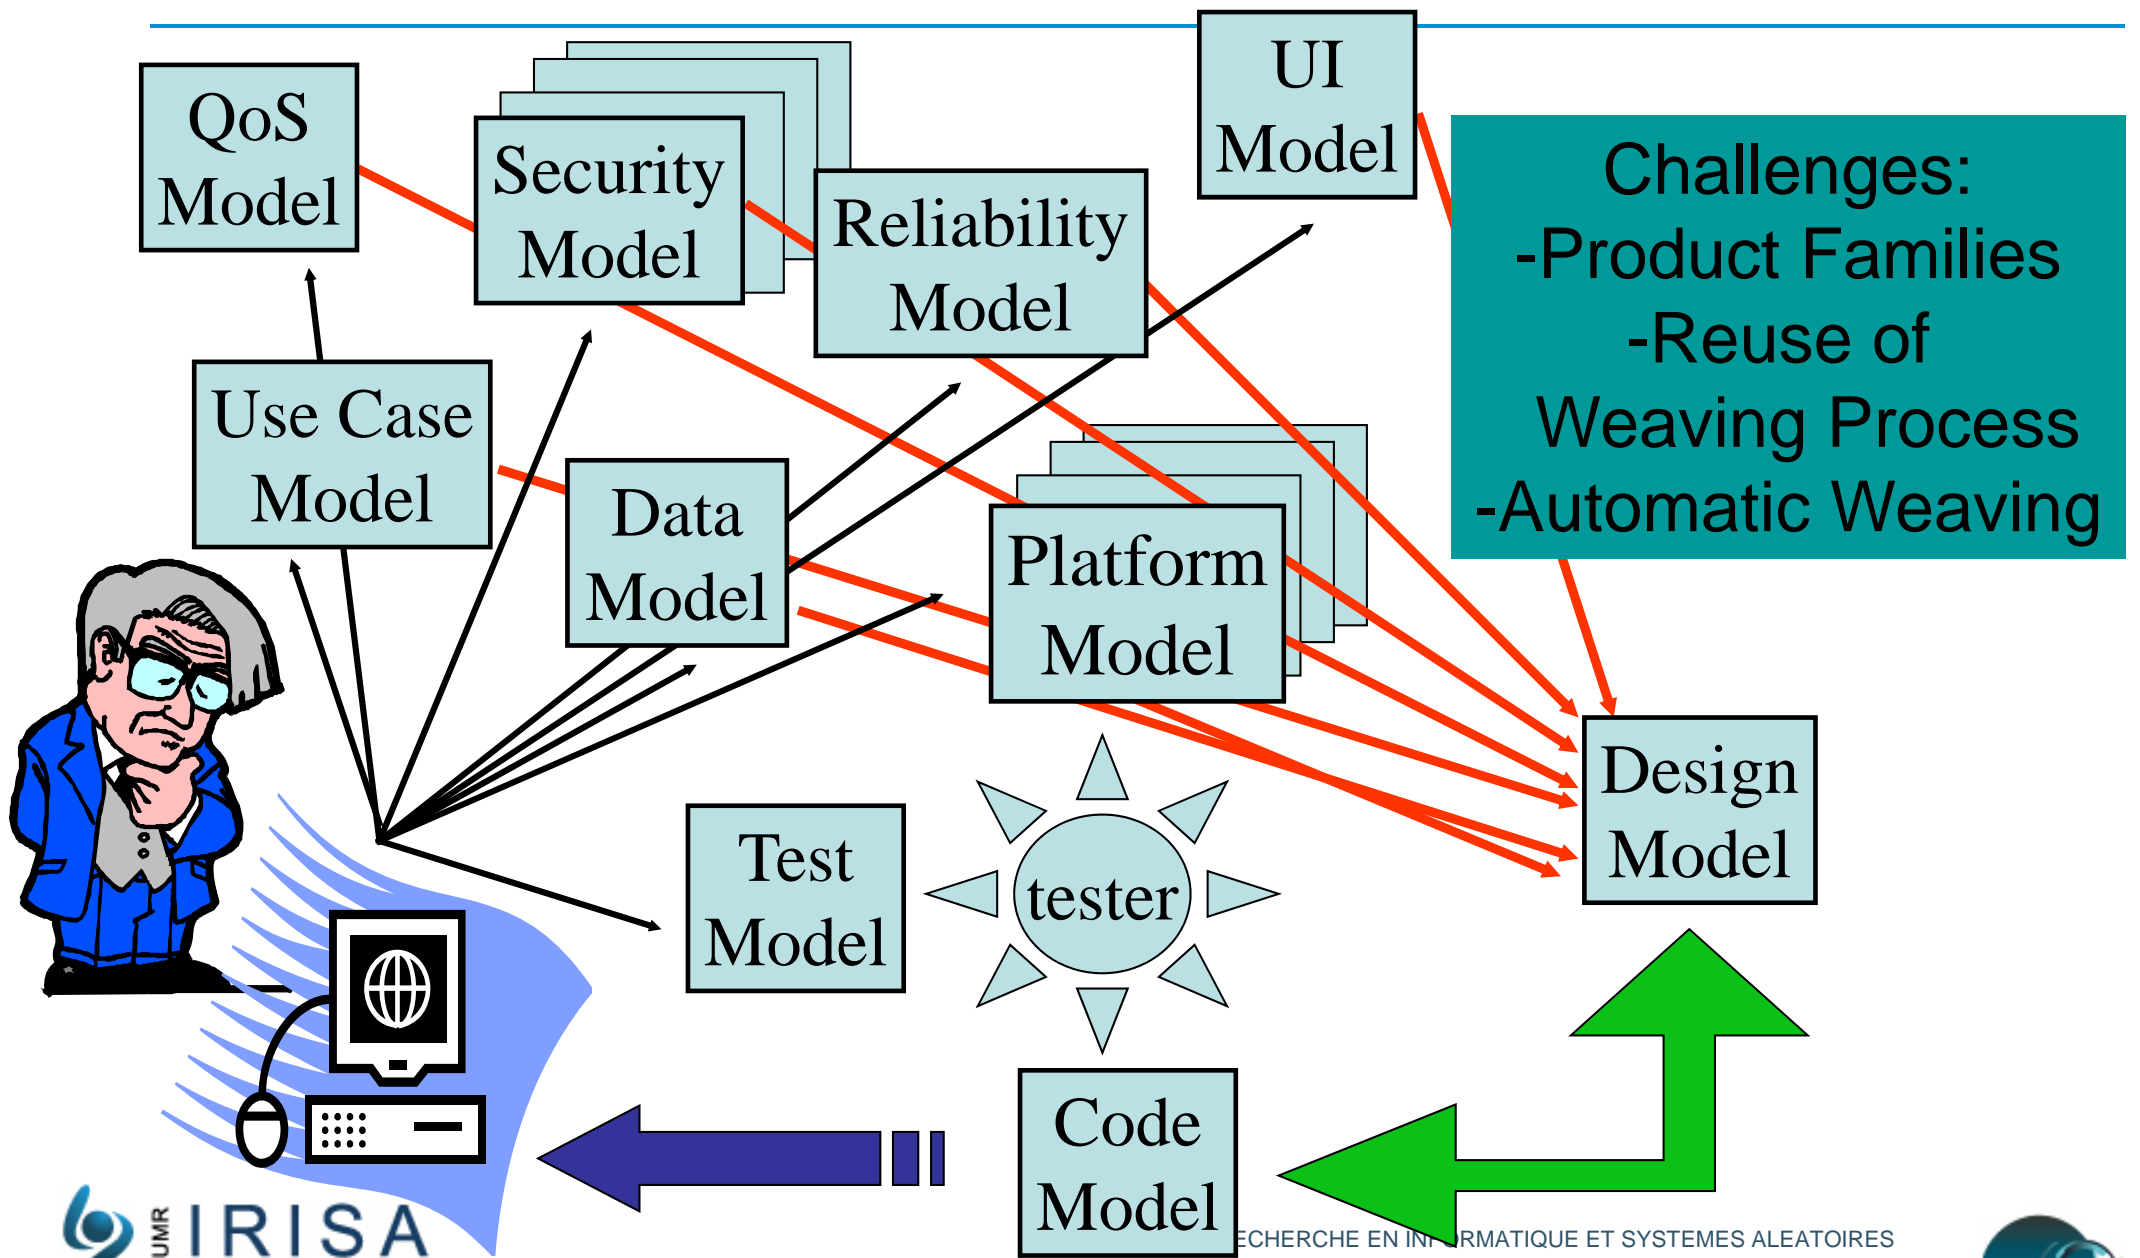 QoS
Model
Security
Model
Reliability
Model
UI
Model
Challenges:
-Product Families
-Reuse of
Weaving Process
-Automatic Weaving
Use Case
Model
Data
Model
Platform
Model
Design
Model
Test
Model
tester
Code
Model
UMR
IRISA
ECHERCHE EN INFORMATIQUE ET SYSTEMES ALEATOIRES